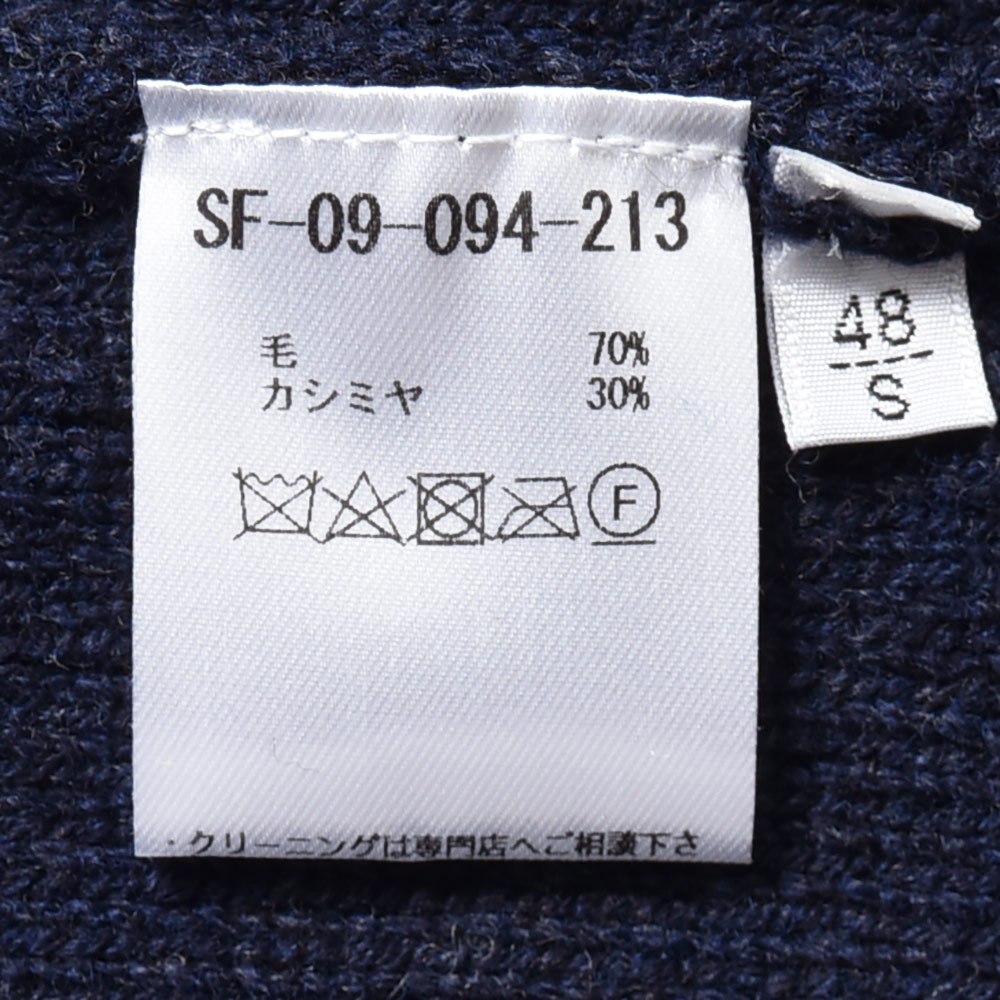 SF-09-094-213
毛 70%
カシミヤ 30%
F
・クリーニングは専門店へご相談下さ
48
S